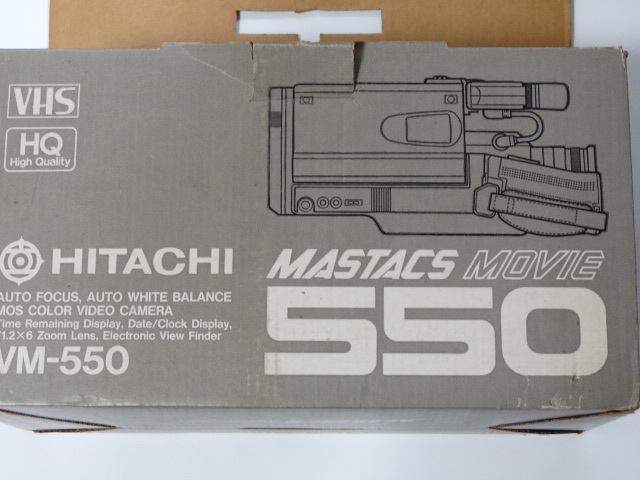 VHS
HQ
High Quality
HITACHI
MASTACS MOVIE
550
AUTO FOCUS, AUTO WHITE BALANCE
MOS COLOR VIDEO CAMERA
Time Remaining Display, Date/Clock Display,
f1.2×6 Zoom Lens, Electronic View Finder
VM-550